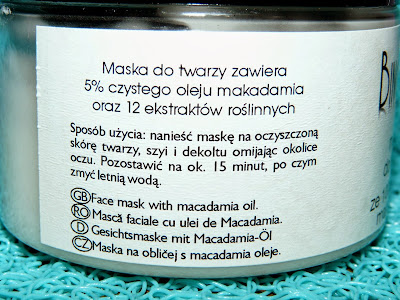 Maska do twarzy zawiera
5% czystego oleju makadamia
oraz 12 ekstraktów roślinnych
Sposób użycia: nanieść maskę na oczyszczoną
skórę twarzy, szyi i dekoltu omijając okolice
oczu. Pozostawić na ok. 15 minut, po czym
zmyć letnią wodą.
GB Face mask with macadamia oil.
RO Mască faciale cu ulei de Macadamia.
D Gesichtsmaske mit Macadamia-Öl
CZ Maska na obličej s macadamia oleje.